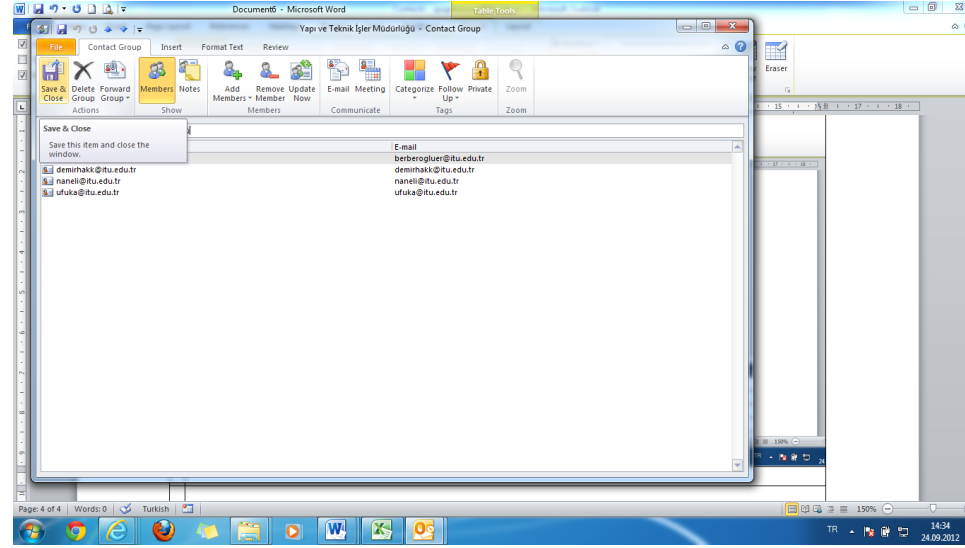 Document6 - Microsoft Word
Table Tools
Yapı ve Teknik İşler Müdürlüğü - Contact Group
File
Contact Group
Insert
Format Text
Review
Save & Close
Delete Group
Forward Group
Members
Notes
Add Members
Remove Member
Update Now
E-mail
Meeting
Categorize
Follow Up
Private
Zoom
Eraser
Actions
Show
Members
Communicate
Tags
Zoom
15 17 18
Save & Close
Save this item and close the
window.
E-mail
berberogluer@itu.edu.tr
demirhakk@itu.edu.tr demirhakk@itu.edu.tr
naneli@itu.edu.tr naneli@itu.edu.tr
ufuka@itu.edu.tr ufuka@itu.edu.tr
150%
24
Page: 4 of 4 Words: 0 Turkish 150%
TR 14:34
24.09.2012